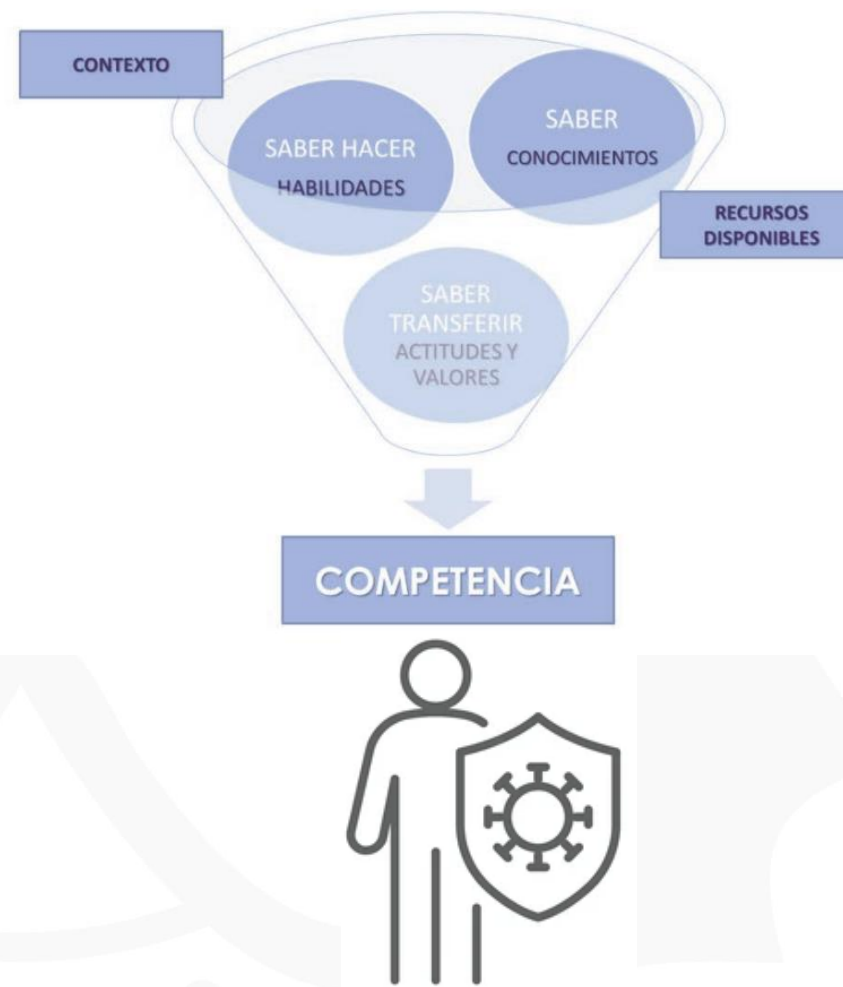 CONTEXTO
SABER HACER
HABILIDADES
SABER
CONOCIMIENTOS
RECURSOS
DISPONIBLES
SABER
TRANSFERIR
ACTITUDES Y
VALORES
COMPETENCIA